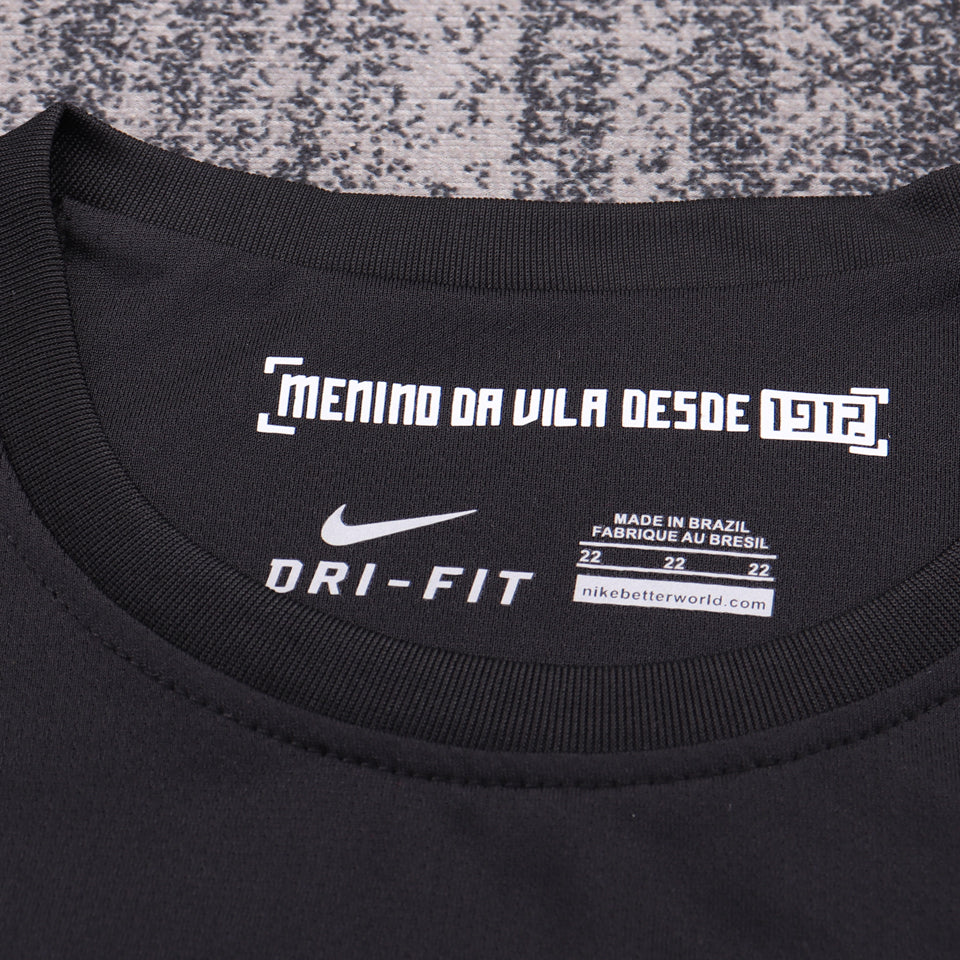 MENINO DA VILA DESDE 1912
DRI-FIT
MADE IN BRAZIL
FABRIQUE AU BRESIL
22 22 22
nikebetterworld.com